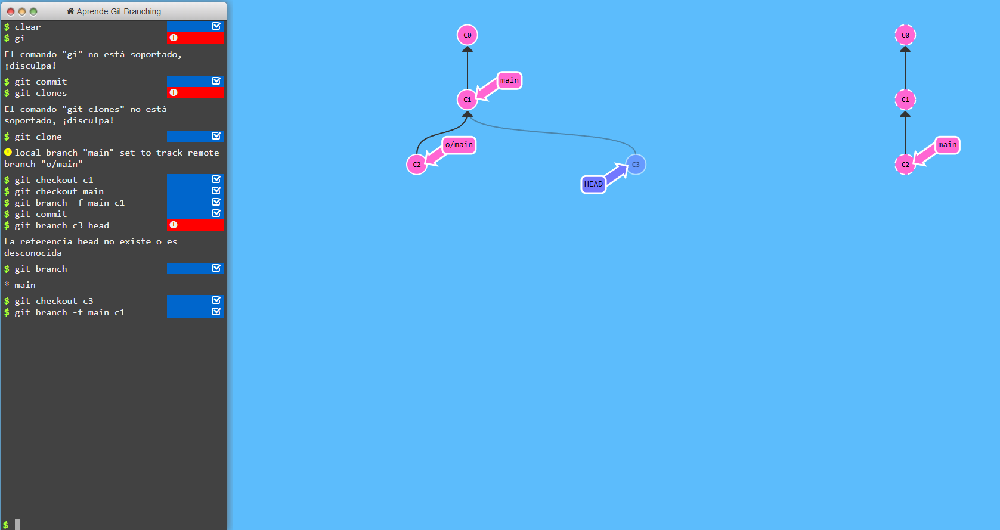 Aprende Git Branching
$ clear
$ gi
El comando "gi" no está soportado,
¡disculpa!
$ git commit
$ git clones
El comando "git clones" no está
soportado, ¡disculpa!
$ git clone
local branch "main" set to track remote
branch "o/main"
$ git checkout c1
$ git checkout main
$ git branch -f main c1
$ git commit
$ git branch c3 head
La referencia head no existe o es
desconocida
$ git branch
* main
$ git checkout c3
$ git branch -f main c1
$
C0
main
C1
o/main
C2
C3
HEAD
C0
C1
main
C2